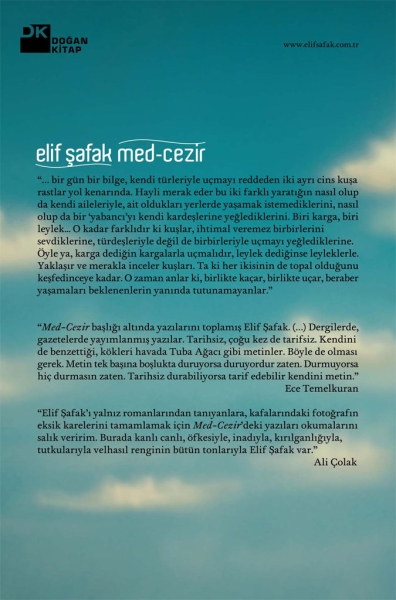 DK
DOĞAN
KİTAP
www.elifsafak.com.tr
elif şafak med-cezir
“... bir gün bir bilge, kendi türleriyle uçmayı reddeden iki ayrı cins kuşa
rastlar yol kenarında. Hayli merak eder bu iki farklı yaratığın nasıl olup
da kendi aileleriyle, ait oldukları yerlerde yaşamak istemediklerini, nasıl
olup da bir ‘yabancı’yı kendi kardeşlerine yeğlediklerini. Biri karga, biri
leylek... O kadar farklıdır ki kuşlar, ihtimal veremez birbirlerini
sevdiklerine, türdeşleriyle değil de birbirleriyle uçmayı yeğlediklerine.
Öyle ya, karga dediğin kargalarla uçmalıdır, leylek dediğinse leyleklerle.
Yaklaşır ve merakla inceler kuşları. Ta ki her ikisinin de topal olduğunu
keşfedinceye kadar. O zaman anlar ki, birlikte kaçar, birlikte uçar, beraber
yaşamaları beklenenlerin yanında tutunamayanlar.”
“Med-Cezir başlığı altında yazılarını toplamış Elif Şafak. (...) Dergilerde,
gazetelerde yayımlanmış yazılar. Tarihsiz, çoğu kez de tarifsiz. Kendini
de benzettiği, kökleri havada Tuba Ağacı gibi metinler. Böyle de olması
gerek. Metin tek başına boşlukta duruyorsa duruyordur zaten. Durmuyorsa
hiç durmasın zaten. Tarihsiz durabiliyorsa tarif edebilir kendini metin.”
Ece Temelkuran
“Elif Şafak’ı yalnız romanlarından tanıyanlara, kafalarındaki fotoğrafın
eksik karelerini tamamlamak için Med-Cezir’deki yazıları okumalarını
salık veririm. Burada kanlı canlı, öfkesiyle, inadıyla, kırılganlığıyla,
tutkularıyla velhasıl renginin bütün tonlarıyla Elif Şafak var.”
Ali Çolak